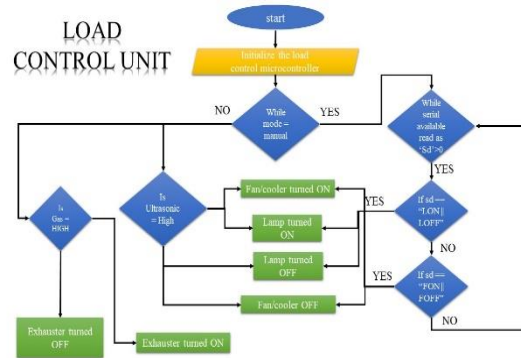 LOAD
CONTROL UNIT
start
Initialize the load
control microcontroller
While
mode =
manual
NO
YES
While
serial
available
read as
'Sd'>0
YES
Is
Gas =
HIGH
Is
Ultrasonic
= High
Fan/cooler turned ON
Lamp turned
ON
Lamp turned
OFF
Fan/cooler OFF
If sd ==
"LON||
LOFF"
YES
NO
If sd ==
"FON||
FOFF"
YES
NO
Exhauster turned
OFF
Exhauster turned ON